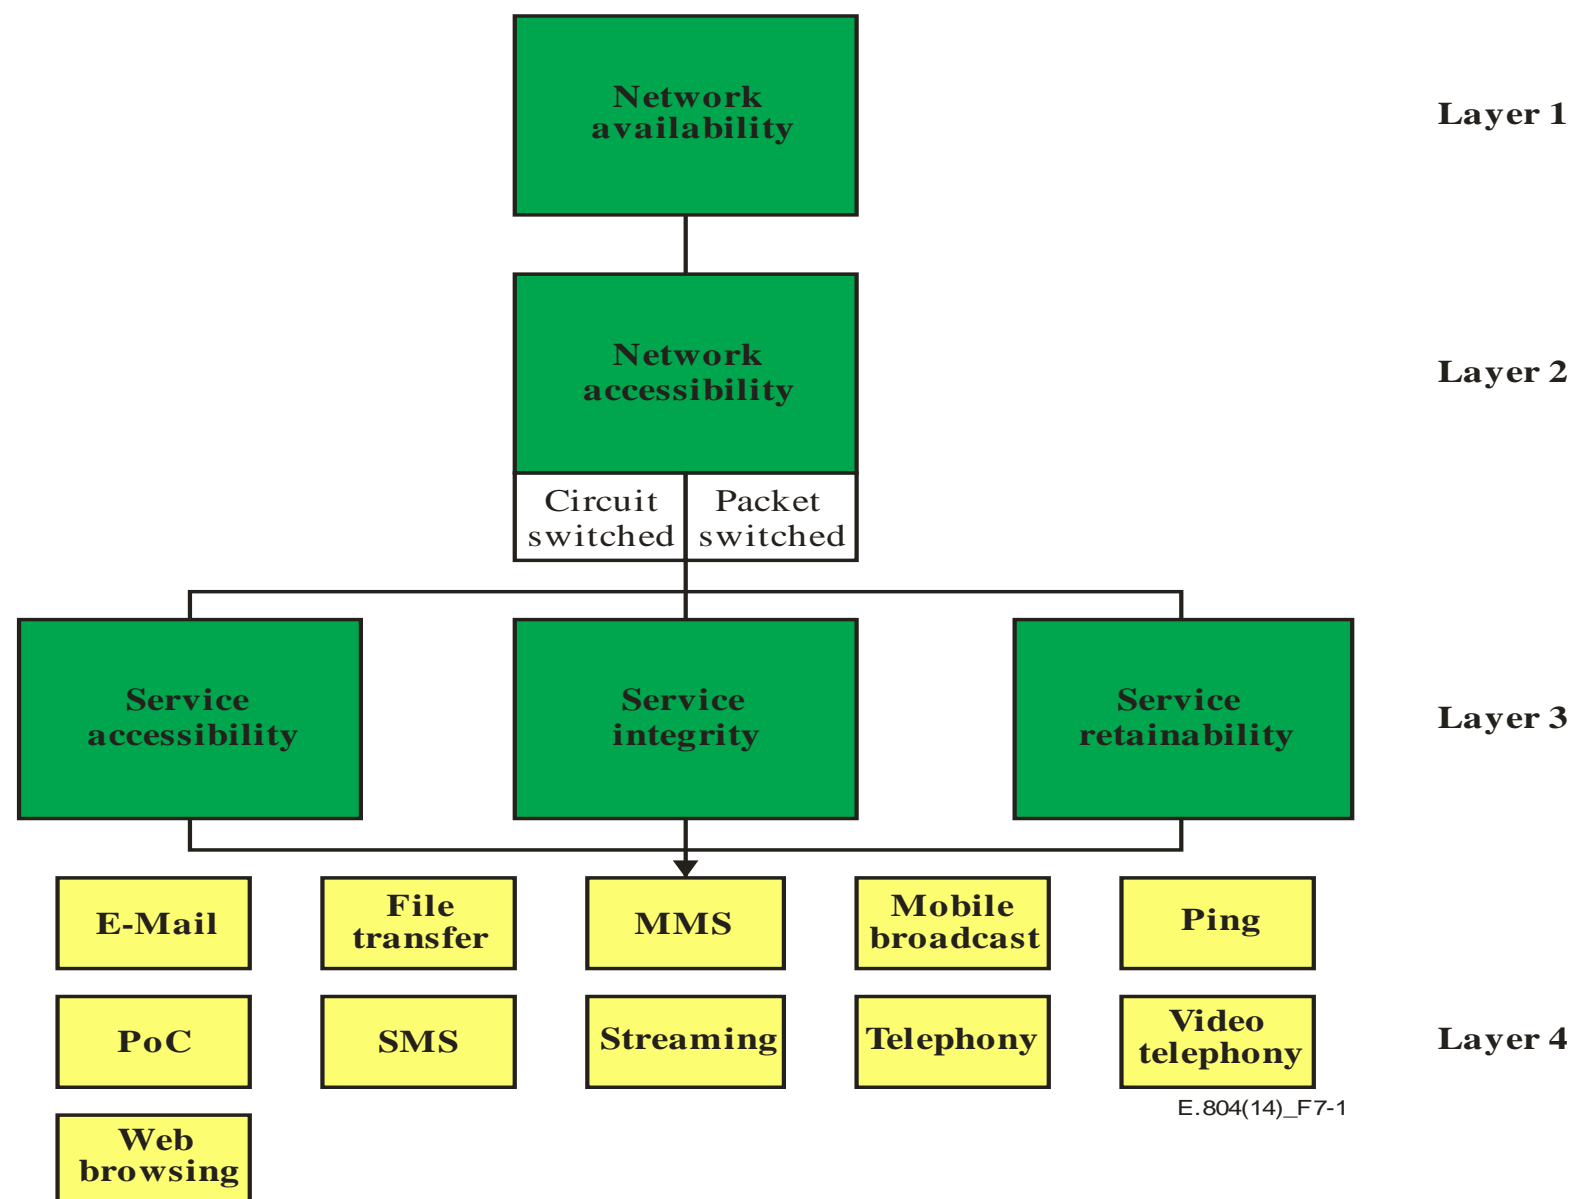 Network
availability
Layer 1
Network
accessibility
Layer 2
Circuit
switched
Packet
switched
Service
accessibility
Service
integrity
Service
retainability
Layer 3
E-Mail
File
transfer
MMS
Mobile
broadcast
Ping
PoC
SMS
Streaming
Telephony
Video
telephony
Layer 4
E.804(14)_F7-1
Web
browsing